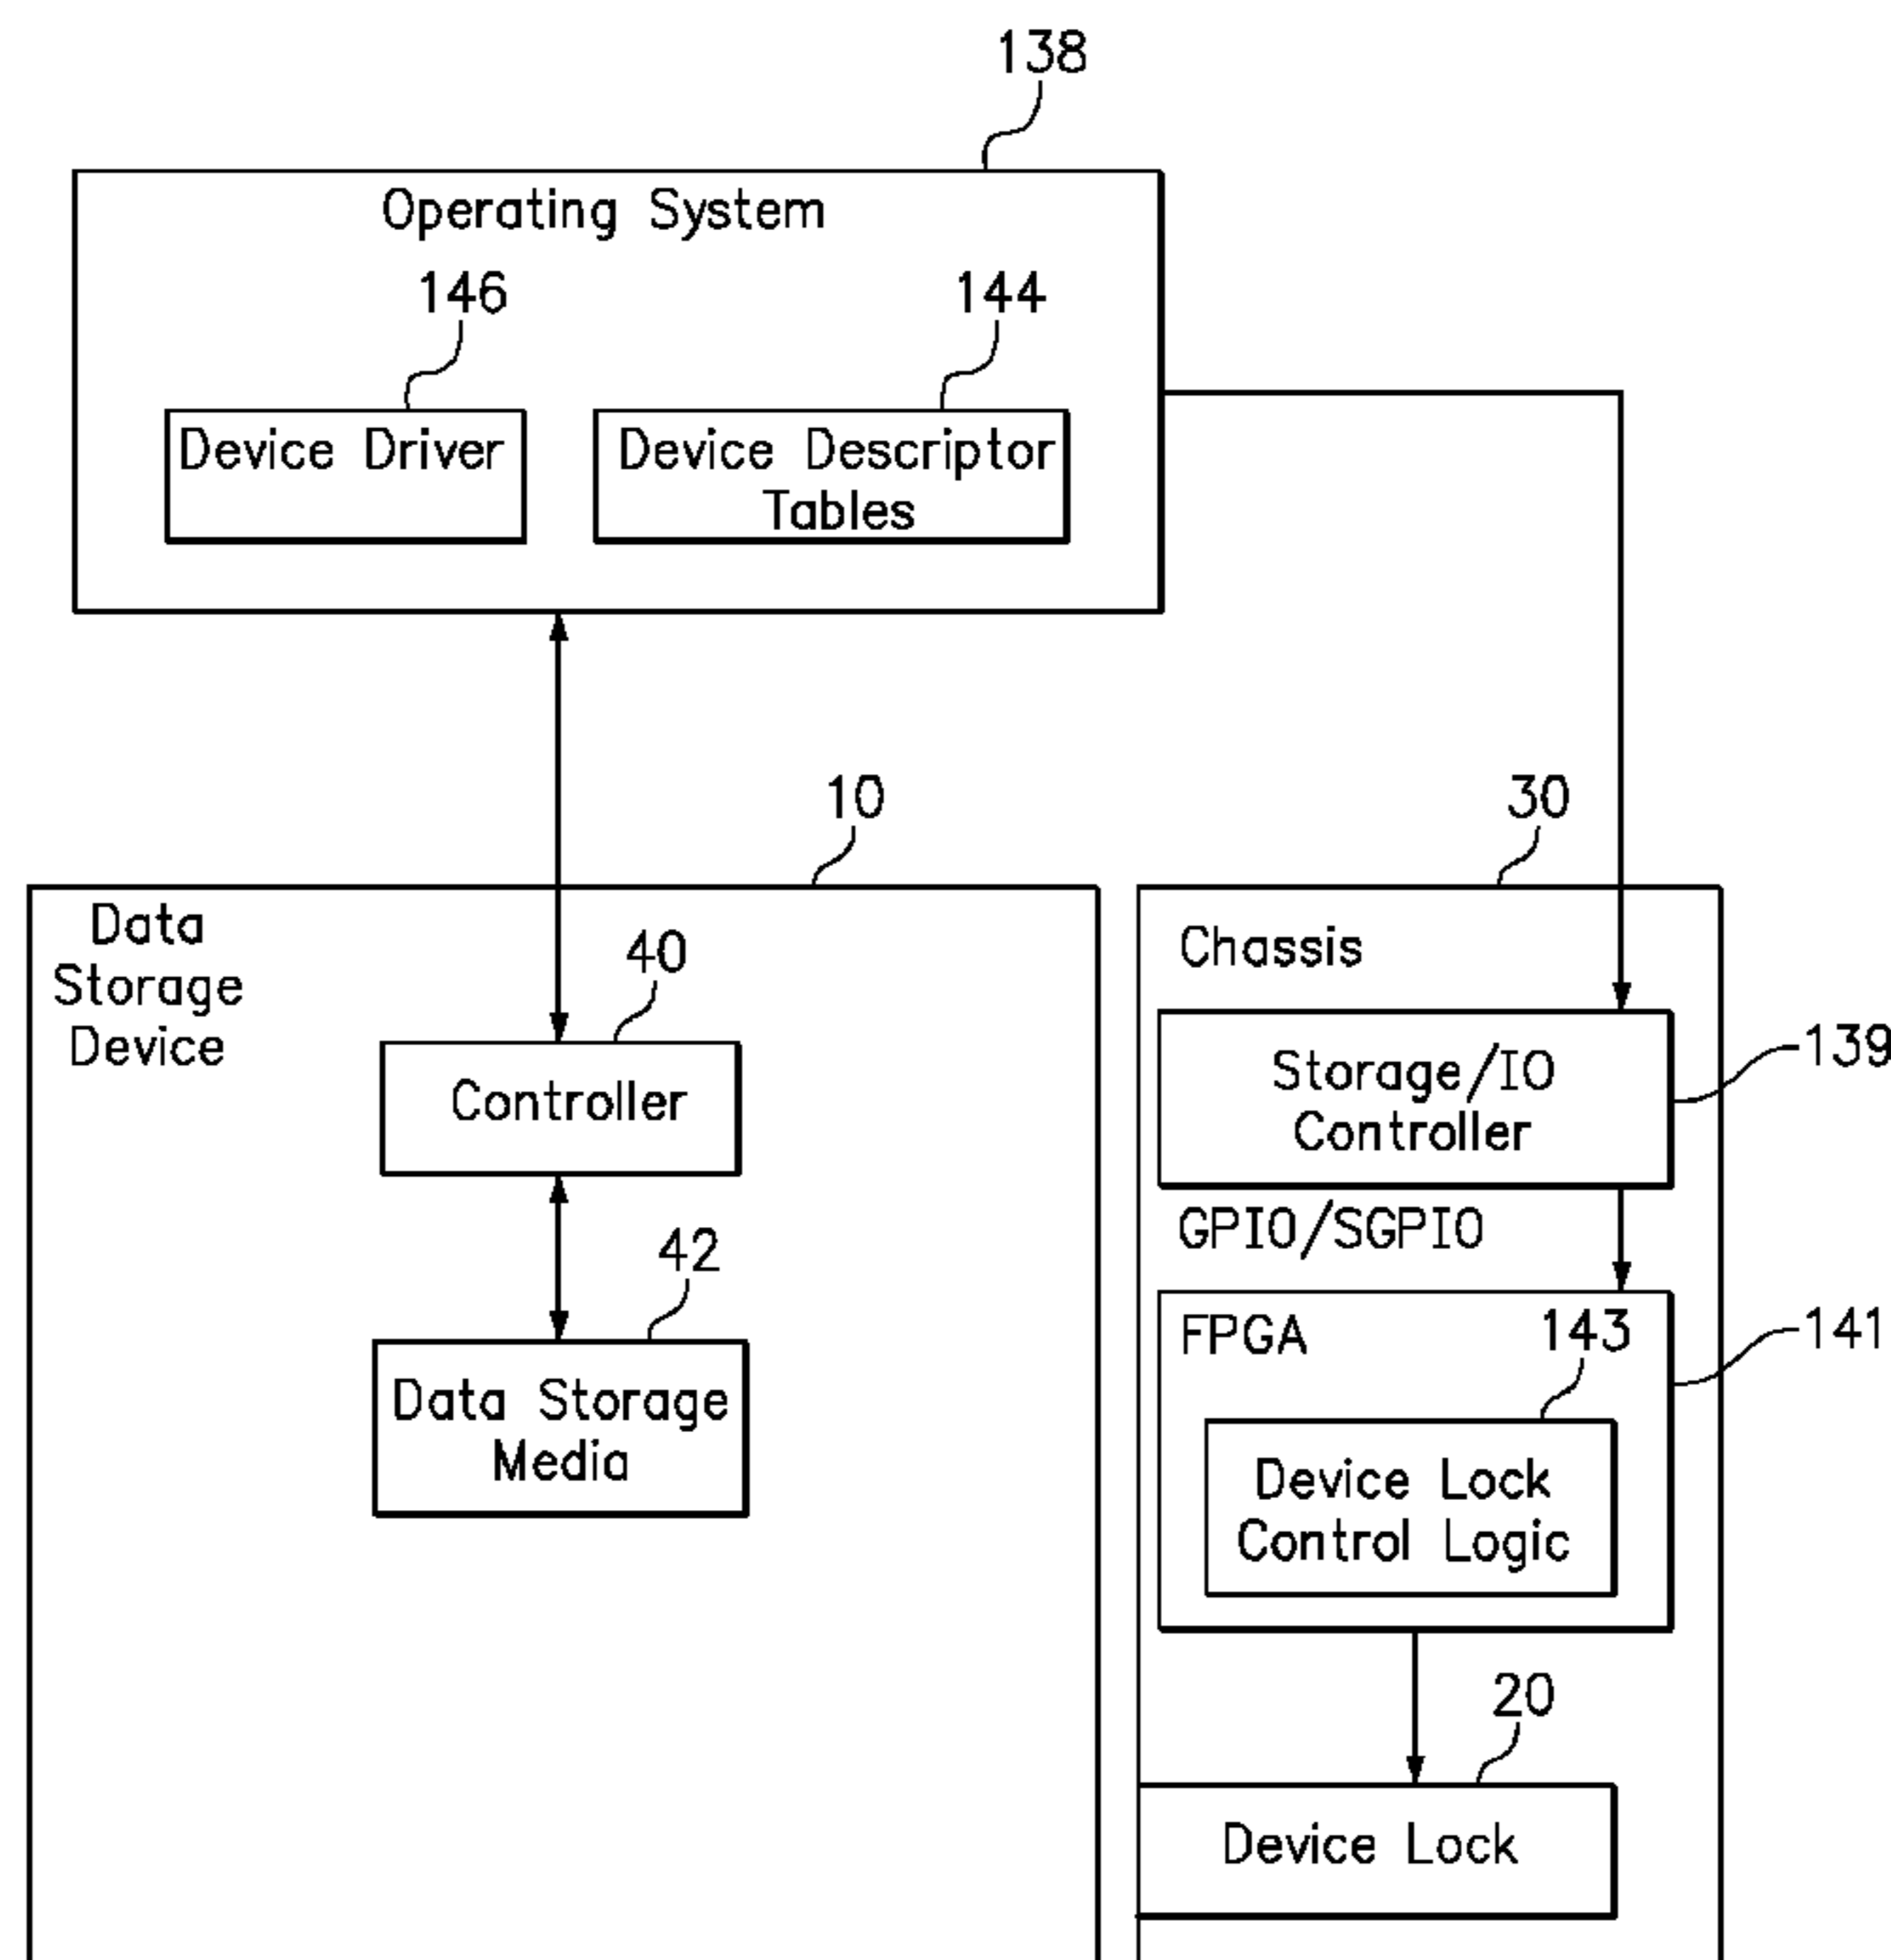 138
Operating System
146
144
Device Driver
Device Descriptor
Tables
10
30
Data
Storage
Device
40
Controller
42
Data Storage
Media
Chassis
Storage/IO
Controller
139
GPIO/SGPIO
FPGA
143
141
Device Lock
Control Logic
20
Device Lock